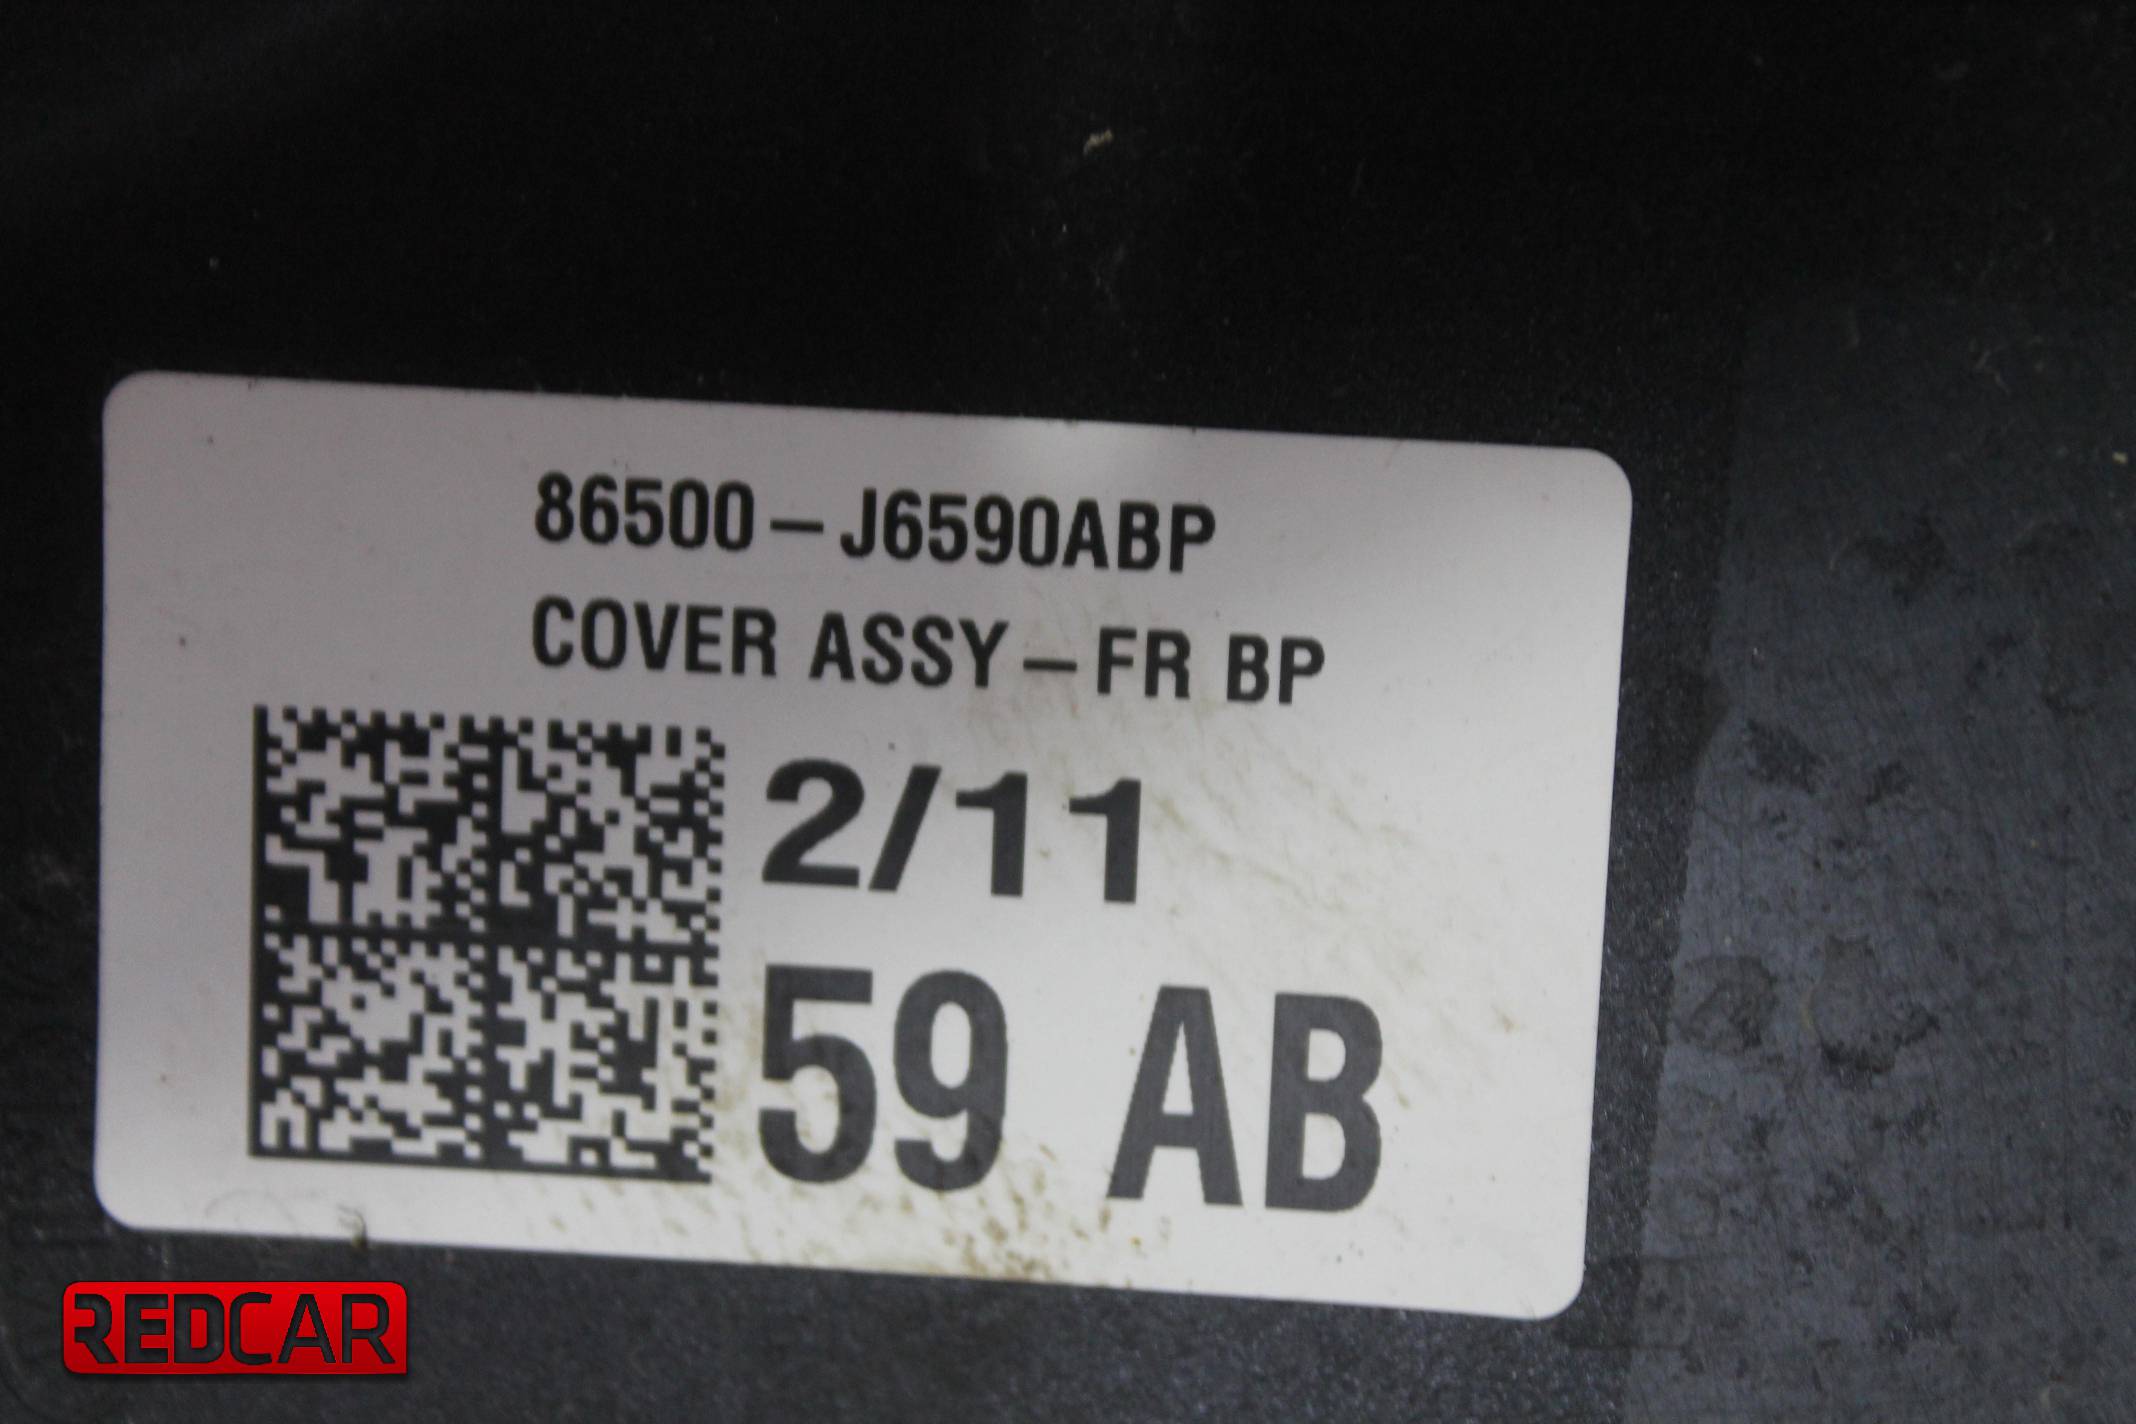 86500-J6590ABP
COVER ASSY-FR BP
2/11
59 AB
REDCAR